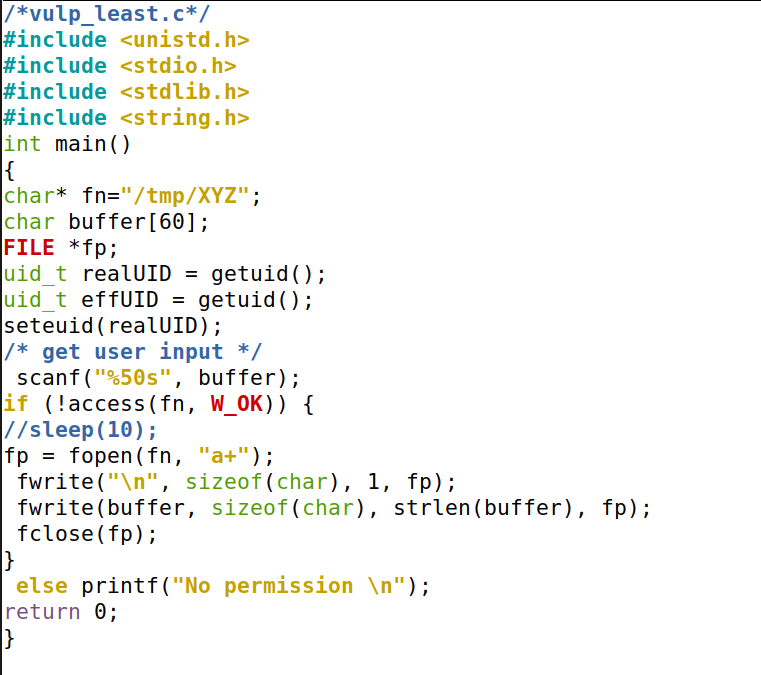 /*vulp_least.c*/
#include <unistd.h>
#include <stdio.h>
#include <stdlib.h>
#include <string.h>
int main()
{
char* fn="/tmp/XYZ";
char buffer[60];
FILE *fp;
uid_t realUID = getuid();
uid_t effUID = getuid();
seteuid(realUID);
/* get user input */
 scanf("%50s", buffer);
if (!access(fn, W_OK)) {
//sleep(10);
fp = fopen(fn, "a+");
 fwrite("\n", sizeof(char), 1, fp);
 fwrite(buffer, sizeof(char), strlen(buffer), fp);
 fclose(fp);
}
 else printf("No permission \n");
return 0;
}